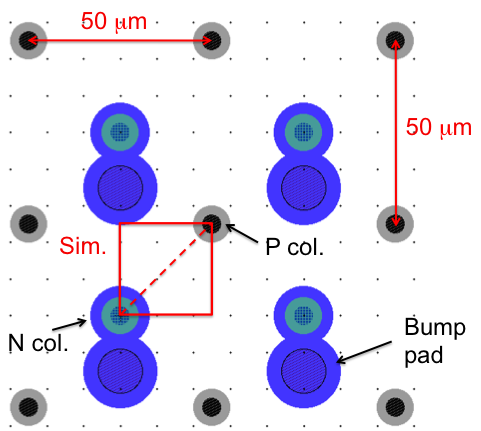 50 μm
50 μm
Sim.
P col.
N col.
Bump
pad